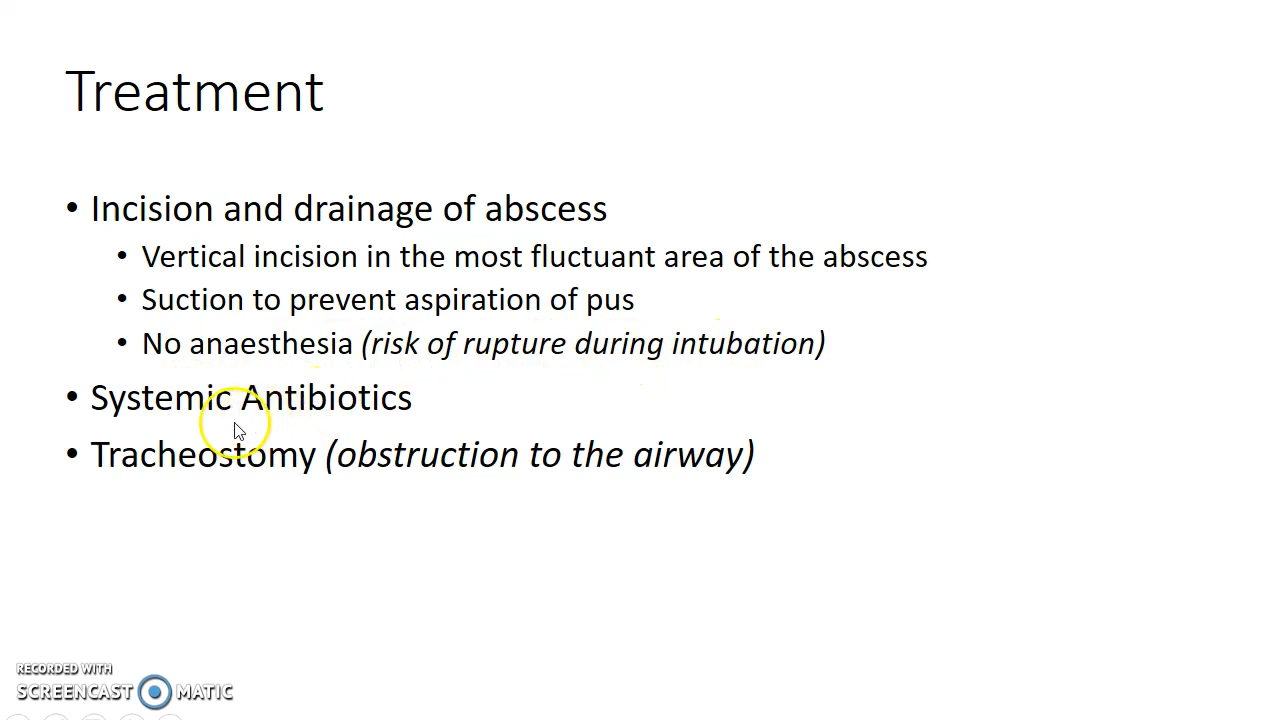 Treatment
• Incision and drainage of abscess
• Vertical incision in the most fluctuant area of the abscess
• Suction to prevent aspiration of pus
• No anaesthesia (risk of rupture during intubation)
• Systemic Antibiotics
• Tracheostomy (obstruction to the airway)
RECORDED WITH
SCREENCAST MATIC